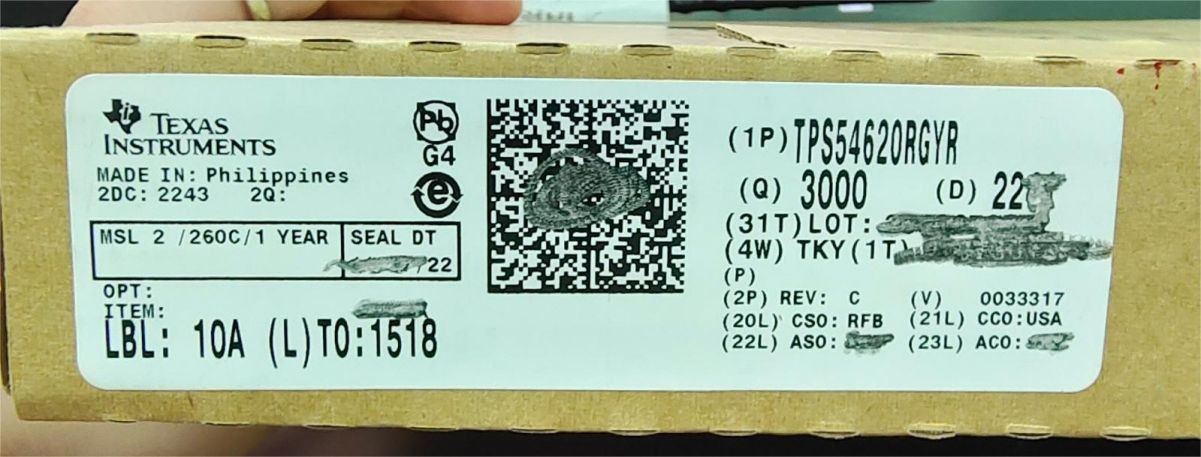 TEXAS
INSTRUMENTS
MADE IN: Philippines
2DC: 2243 2Q:
Pb
G4
e
MSL 2 /260C/1 YEAR
SEAL DT
22
OPT:
ITEM:
LBL: 10A (L)TO:1518
(1P)TPS54620RGYR
(Q) 3000 (D) 22
(31T)LOT:
(4W) TKY(1T)
(P)
(2P) REV: C (V) 0033317
(20L) CSO: RFB (21L) CCO:USA
(22L) ASO: (23L) ACO: